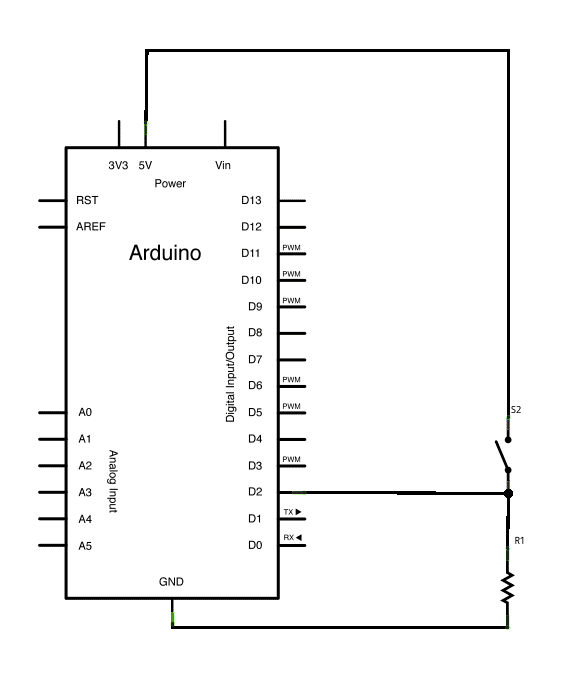 3V3 5V Vin
Power
RST D13
AREF D12
Arduino D11 PWM
D10 PWM
D9 PWM
D8
D7
D6 PWM
Digital Input/Output
A0 D5 PWM
S2
A1 D4
A2 D3 PWM
Analog Input
A3 D2
A4 D1 TX ▶
A5 D0 RX ◀
R1
GND